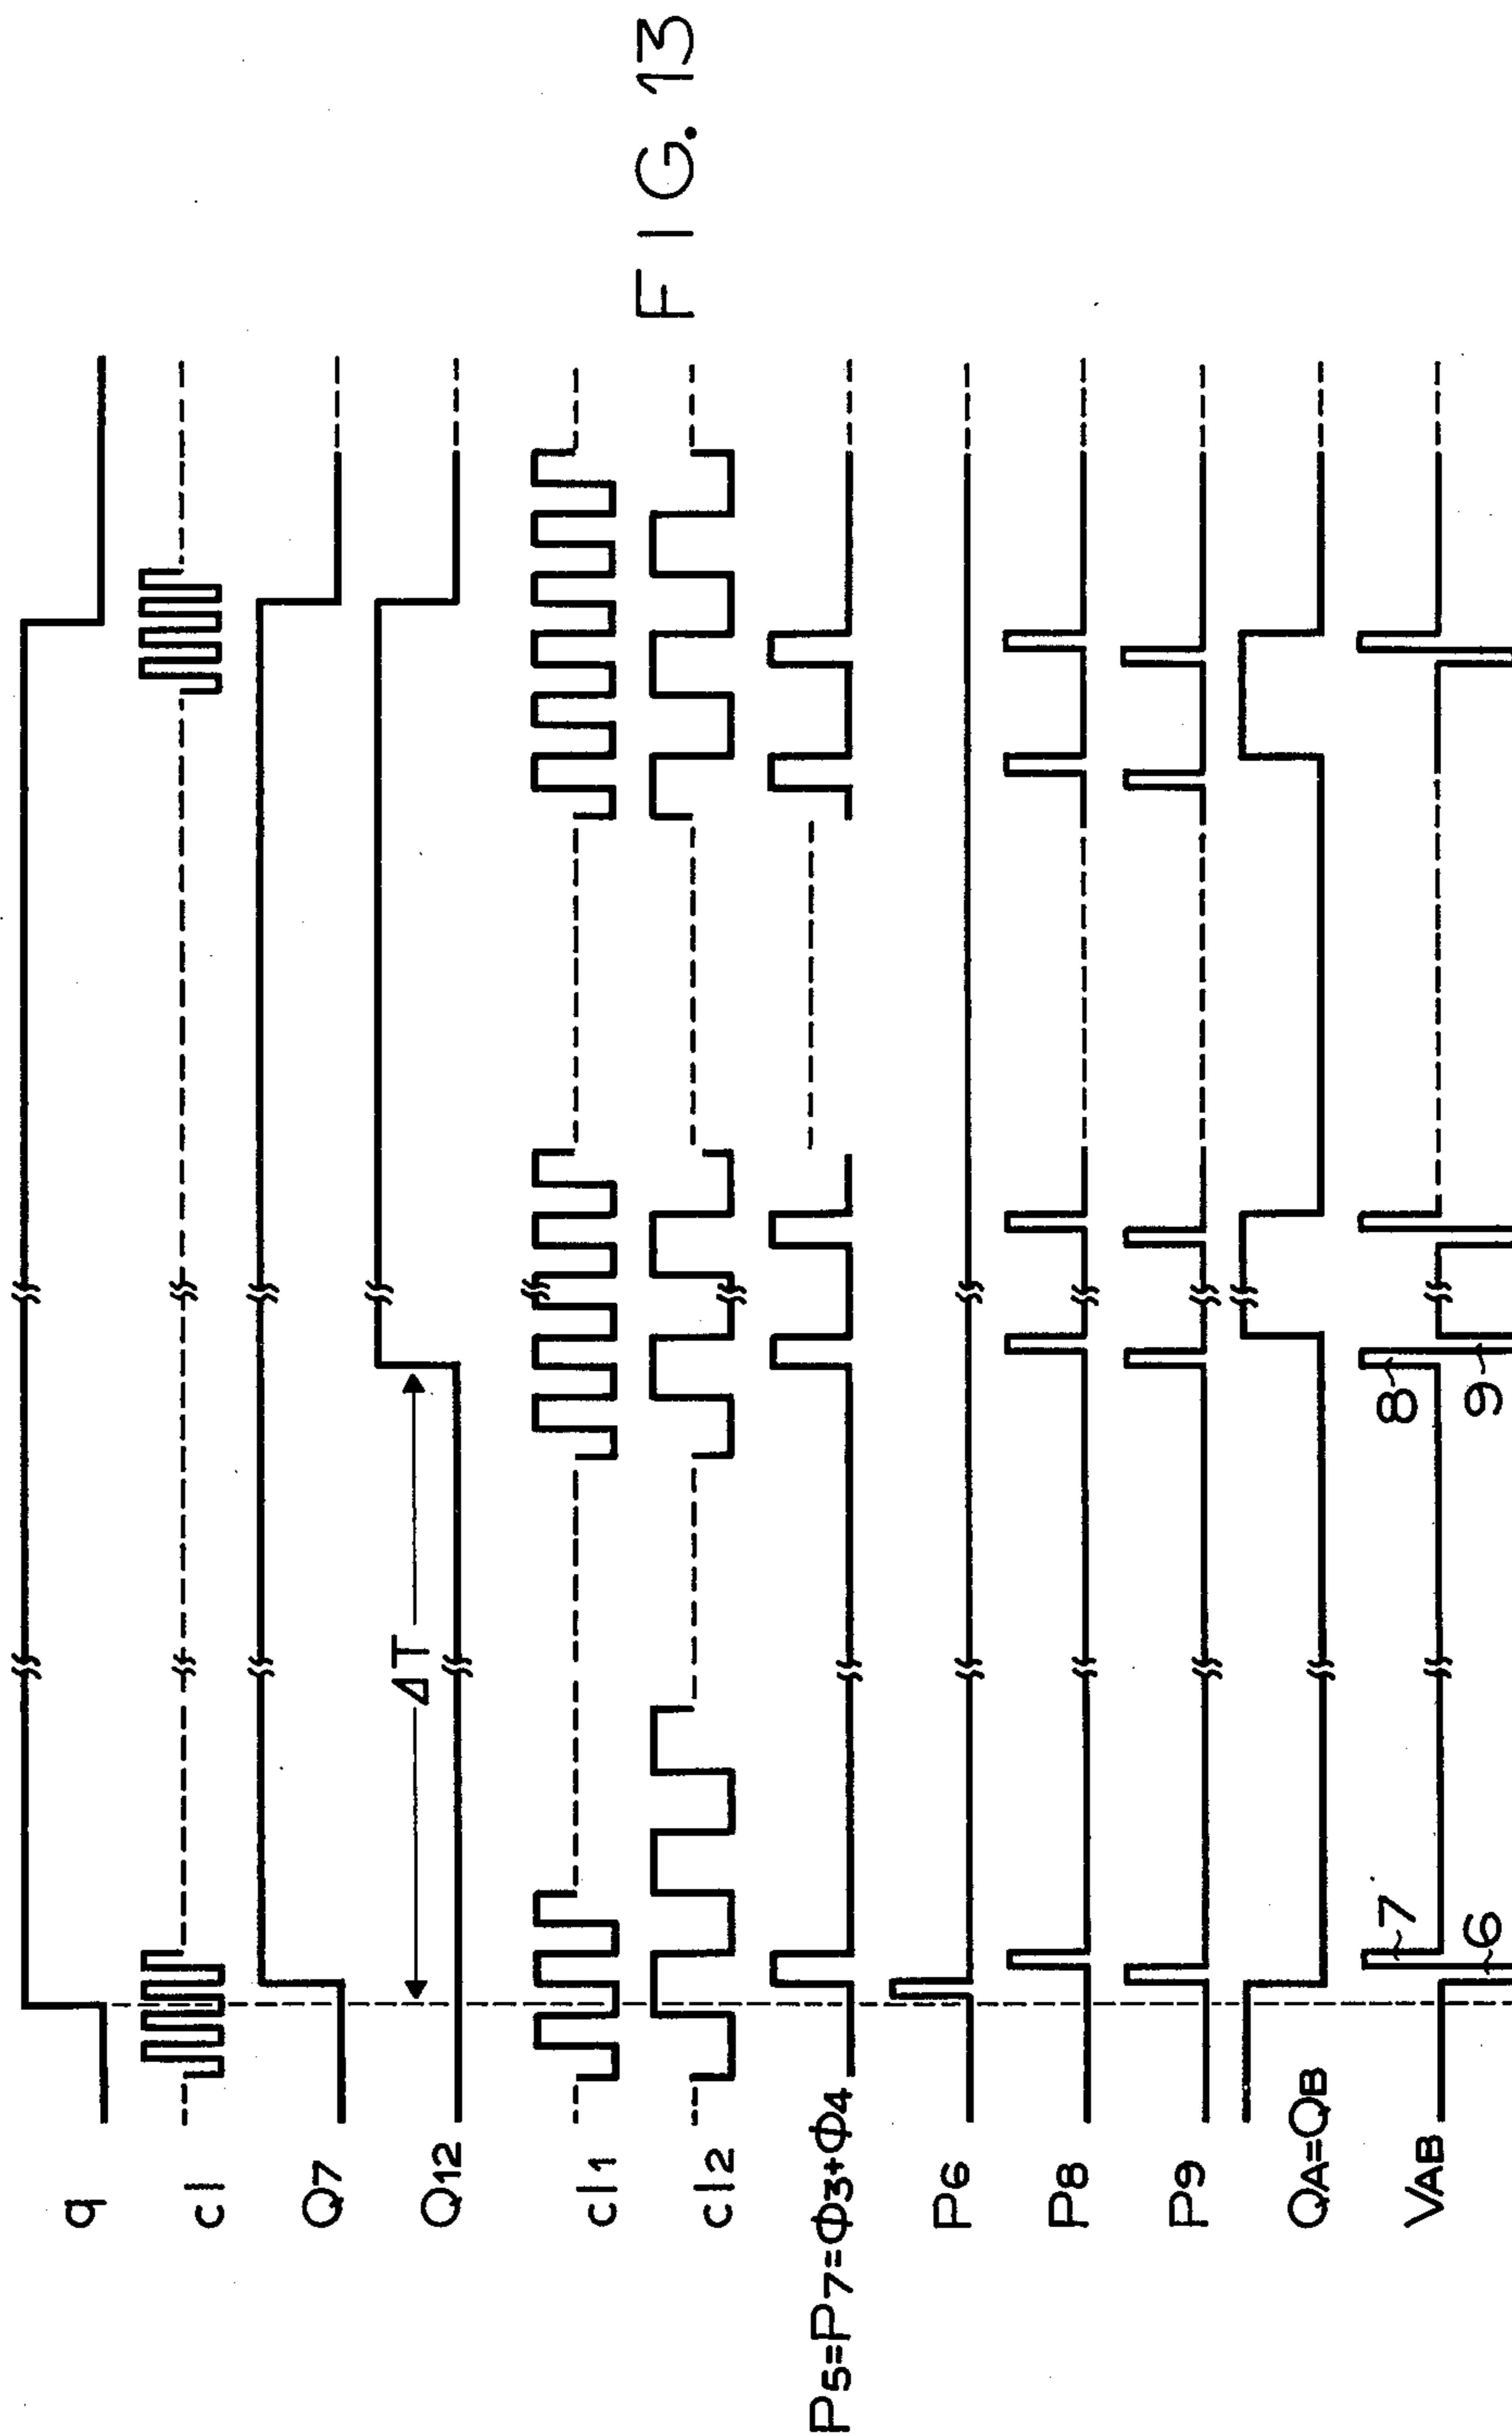 FIG. 13
q
cl
Q7
Q12
ΔT
cl1
cl2
P5=P7=Φ3+Φ4
P6
P8
P9
QA=QB
VAB
7
6
8
9